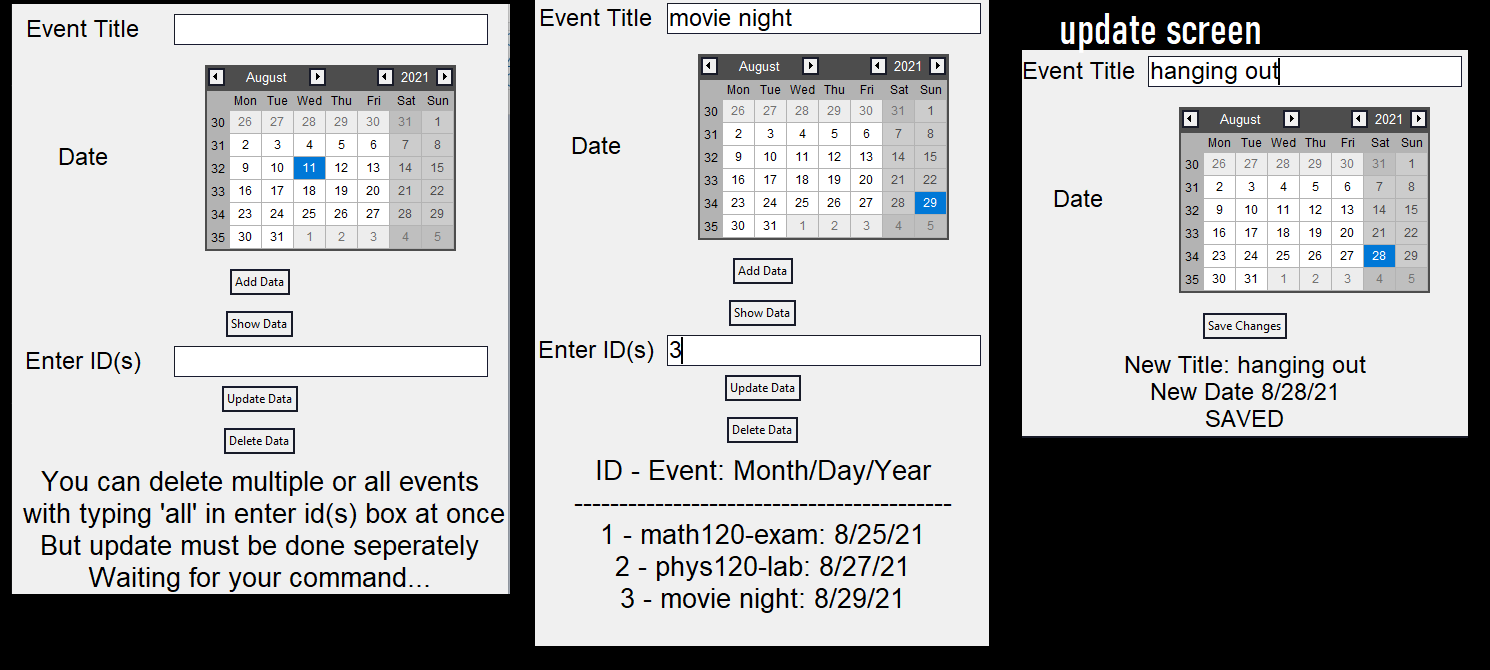 Event Title
August 2021
Mon Tue Wed Thu Fri Sat Sun
30 26 27 28 29 30 31 1
31 2 3 4 5 6 7 8
Date
32 9 10 11 12 13 14 15
33 16 17 18 19 20 21 22
34 23 24 25 26 27 28 29
35 30 31 1 2 3 4 5
Add Data
Show Data
Enter ID(s)
Update Data
Delete Data
You can delete multiple or all events
with typing 'all' in enter id(s) box at once
But update must be done seperately
Waiting for your command...
Event Title movie night
August 2021
Mon Tue Wed Thu Fri Sat Sun
30 26 27 28 29 30 31 1
31 2 3 4 5 6 7 8
Date
32 9 10 11 12 13 14 15
33 16 17 18 19 20 21 22
34 23 24 25 26 27 28 29
35 30 31 1 2 3 4 5
Add Data
Show Data
Enter ID(s) 3
Update Data
Delete Data
ID - Event: Month/Day/Year
------------------------------------------
1 - math120-exam: 8/25/21
2 - phys120-lab: 8/27/21
3 - movie night: 8/29/21
update screen
Event Title hanging out
August 2021
Mon Tue Wed Thu Fri Sat Sun
30 26 27 28 29 30 31 1
31 2 3 4 5 6 7 8
Date
32 9 10 11 12 13 14 15
33 16 17 18 19 20 21 22
34 23 24 25 26 27 28 29
35 30 31 1 2 3 4 5
Save Changes
New Title: hanging out
New Date 8/28/21
SAVED